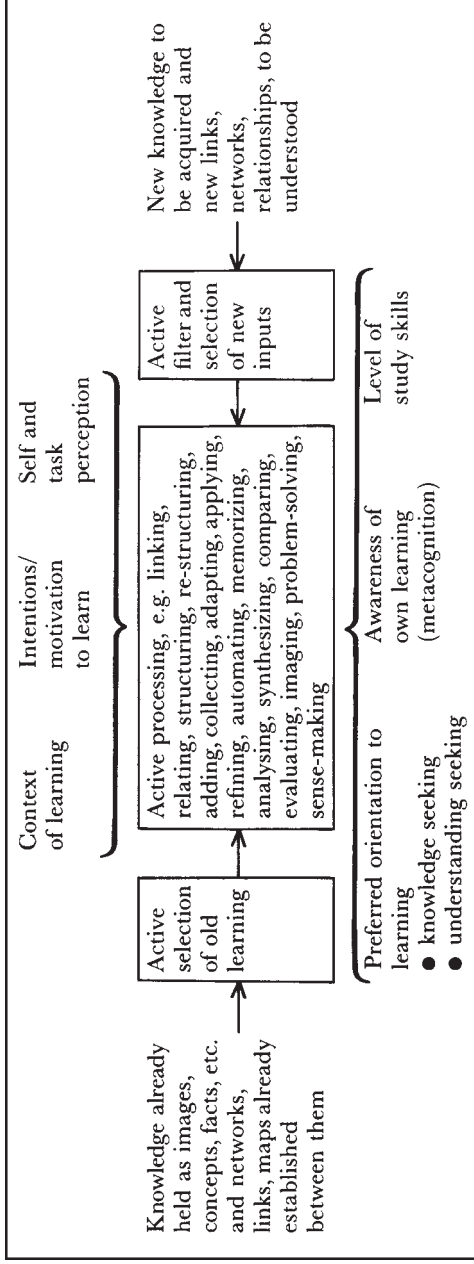 Context
of learning
Intentions/
motivation
to learn
Self and
task
perception
Knowledge already
held as images,
concepts, facts, etc.
and networks,
links, maps already
established
between them
Active
selection
of old
learning
Active processing, e.g. linking,
relating, structuring, re-structuring,
adding, collecting, adapting, applying,
refining, automating, memorizing,
analysing, synthesizing, comparing,
evaluating, imaging, problem-solving,
sense-making
Active
filter and
selection
of new
inputs
New knowledge to
be acquired and
new links,
networks,
relationships, to be
understood
Preferred orientation to
learning
● knowledge seeking
● understanding seeking
Awareness of
own learning
(metacognition)
Level of
study skills